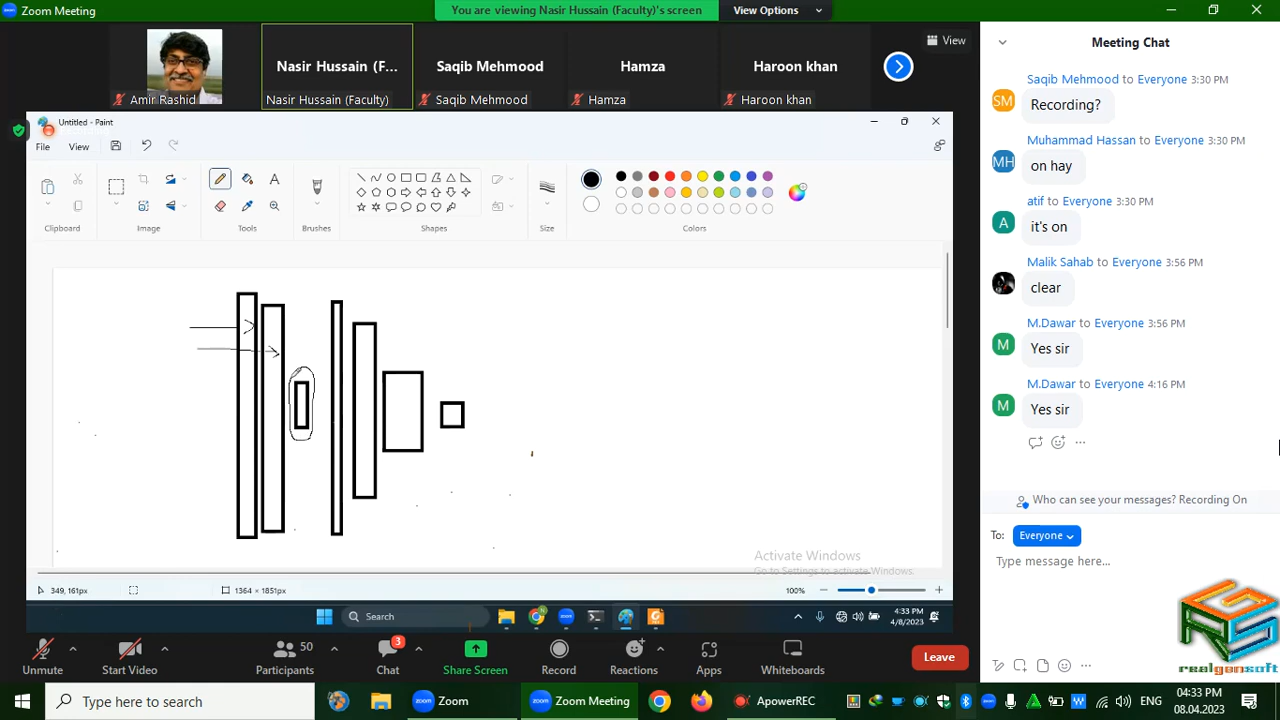 Zoom Meeting
You are viewing Nasir Hussain (Faculty)'s screen
View Options
View
Amir Rashid
Nasir Hussain (F...
Nasir Hussain (Faculty)
Saqib Mehmood
Saqib Mehmood
Hamza
Hamza
Haroon khan
Haroon khan
Untitled - Paint
File View
Clipboard Image Tools Brushes Shapes Size Colors
Activate Windows
Go to Settings to activate Windows.
349, 161px
1364 × 1851px
100%
Search
4:33 PM
4/8/2023
Meeting Chat
Saqib Mehmood to Everyone 3:30 PM
SM
Recording?
Muhammad Hassan to Everyone 3:30 PM
MH
on hay
atif to Everyone 3:30 PM
A
it's on
Malik Sahab to Everyone 3:56 PM
clear
M.Dawar to Everyone 3:56 PM
M
Yes sir
M.Dawar to Everyone 4:16 PM
M
Yes sir
Who can see your messages? Recording On
To: Everyone
Type message here...
realgansoft
Unmute
Start Video
50
Participants
3
Chat
Share Screen
Record
Reactions
Apps
Whiteboards
Leave
Type here to search
Zoom
Zoom Meeting
ApowerREC
ENG
04:33 PM
08.04.2023